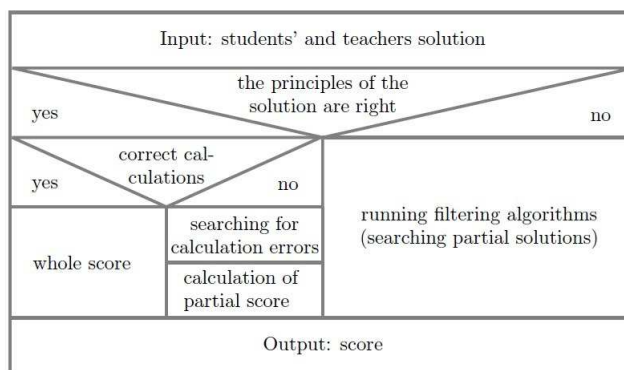 Input: students' and teachers solution
the principles of the
solution are right
yes
no
correct cal-
culations
yes
no
running filtering algorithms
(searching partial solutions)
searching for
calculation errors
whole score
calculation of
partial score
Output: score